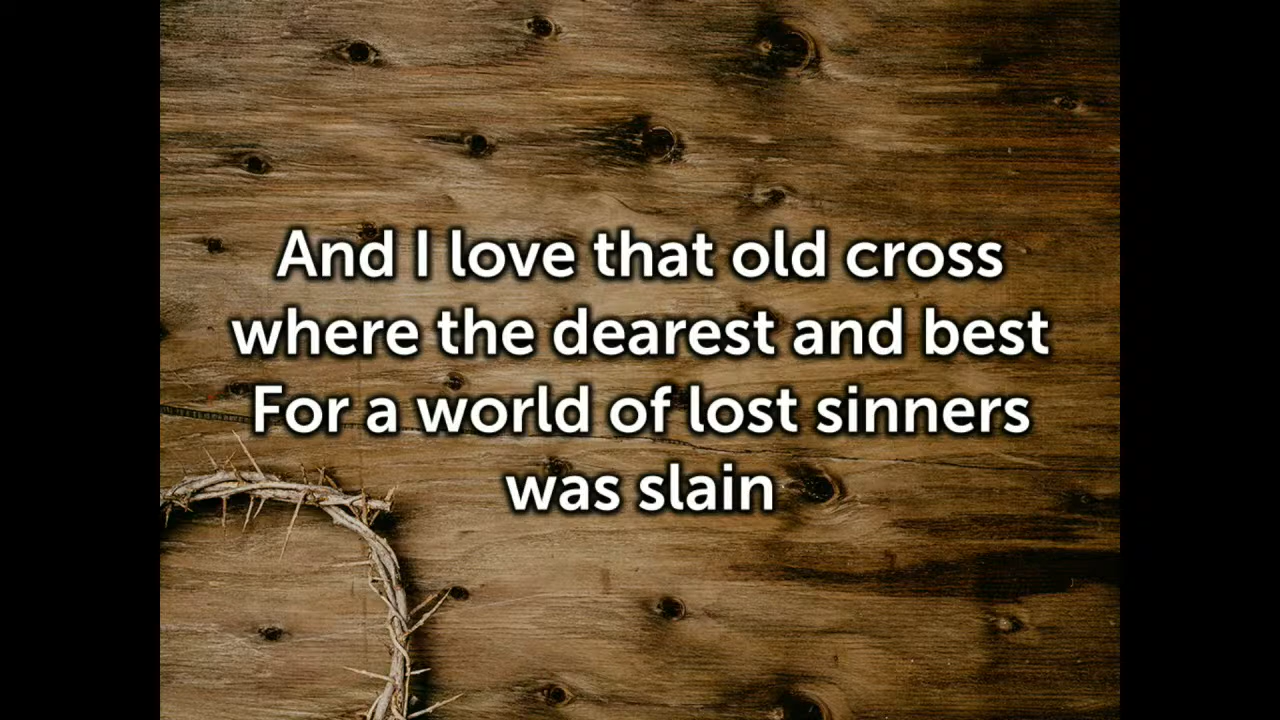 And I love that old cross
where the dearest and best
For a world of lost sinners
was slain